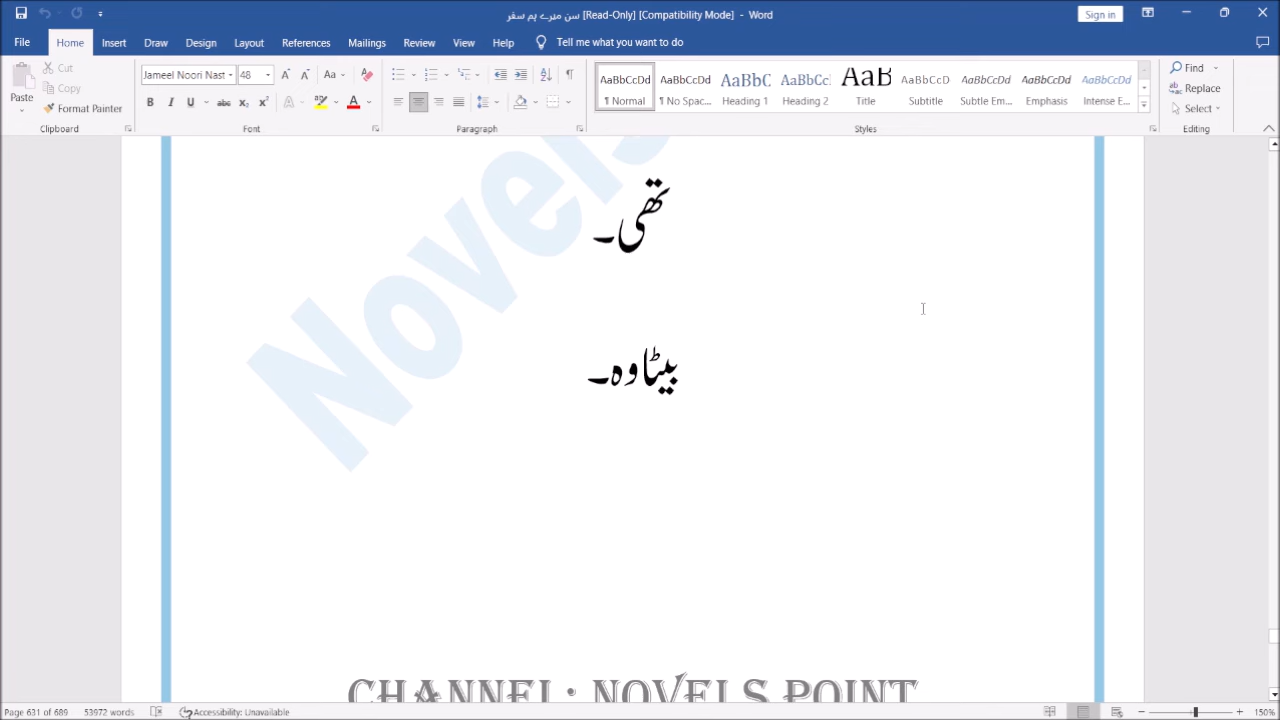 سن میرے ہم سفر [Read-Only] [Compatibility Mode] - Word
Sign in
File Home Insert Draw Design Layout References Mailings Review View Help Tell me what you want to do
Paste
Cut
Copy
Format Painter
Clipboard
Jameel Noori Nast 48
Font
Paragraph
AaBbCcDd AaBbCcDd AaBbC AaBbCc AaB AaBbCcD AaBbCcDd AaBbCcDd AaBbCcDd
¶ Normal ¶ No Spac... Heading 1 Heading 2 Title Subtitle Subtle Em... Emphasis Intense E...
Styles
Find
Replace
Select
Editing
Novels
تھی۔
بیٹا وہ۔
CHANNEL: NOVELS POINT
Page 631 of 689 53972 words Accessibility: Unavailable 150%